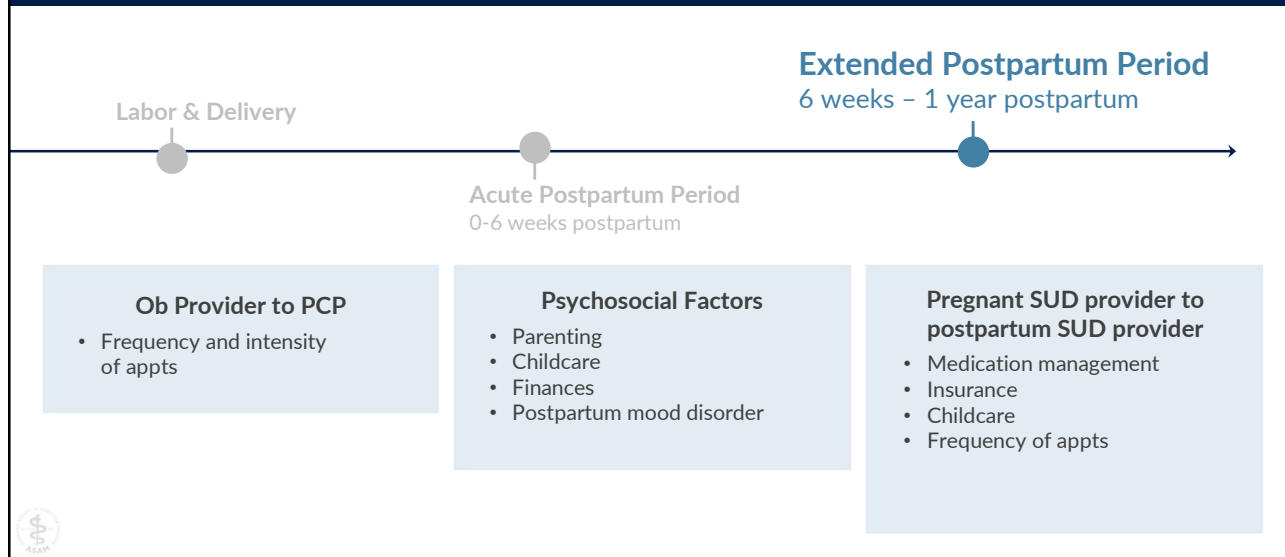 Extended Postpartum Period
6 weeks – 1 year postpartum
Labor & Delivery
Acute Postpartum Period
0-6 weeks postpartum
Ob Provider to PCP
• Frequency and intensity
of appts
Psychosocial Factors
• Parenting
• Childcare
• Finances
• Postpartum mood disorder
Pregnant SUD provider to
postpartum SUD provider
• Medication management
• Insurance
• Childcare
• Frequency of appts
ASAM